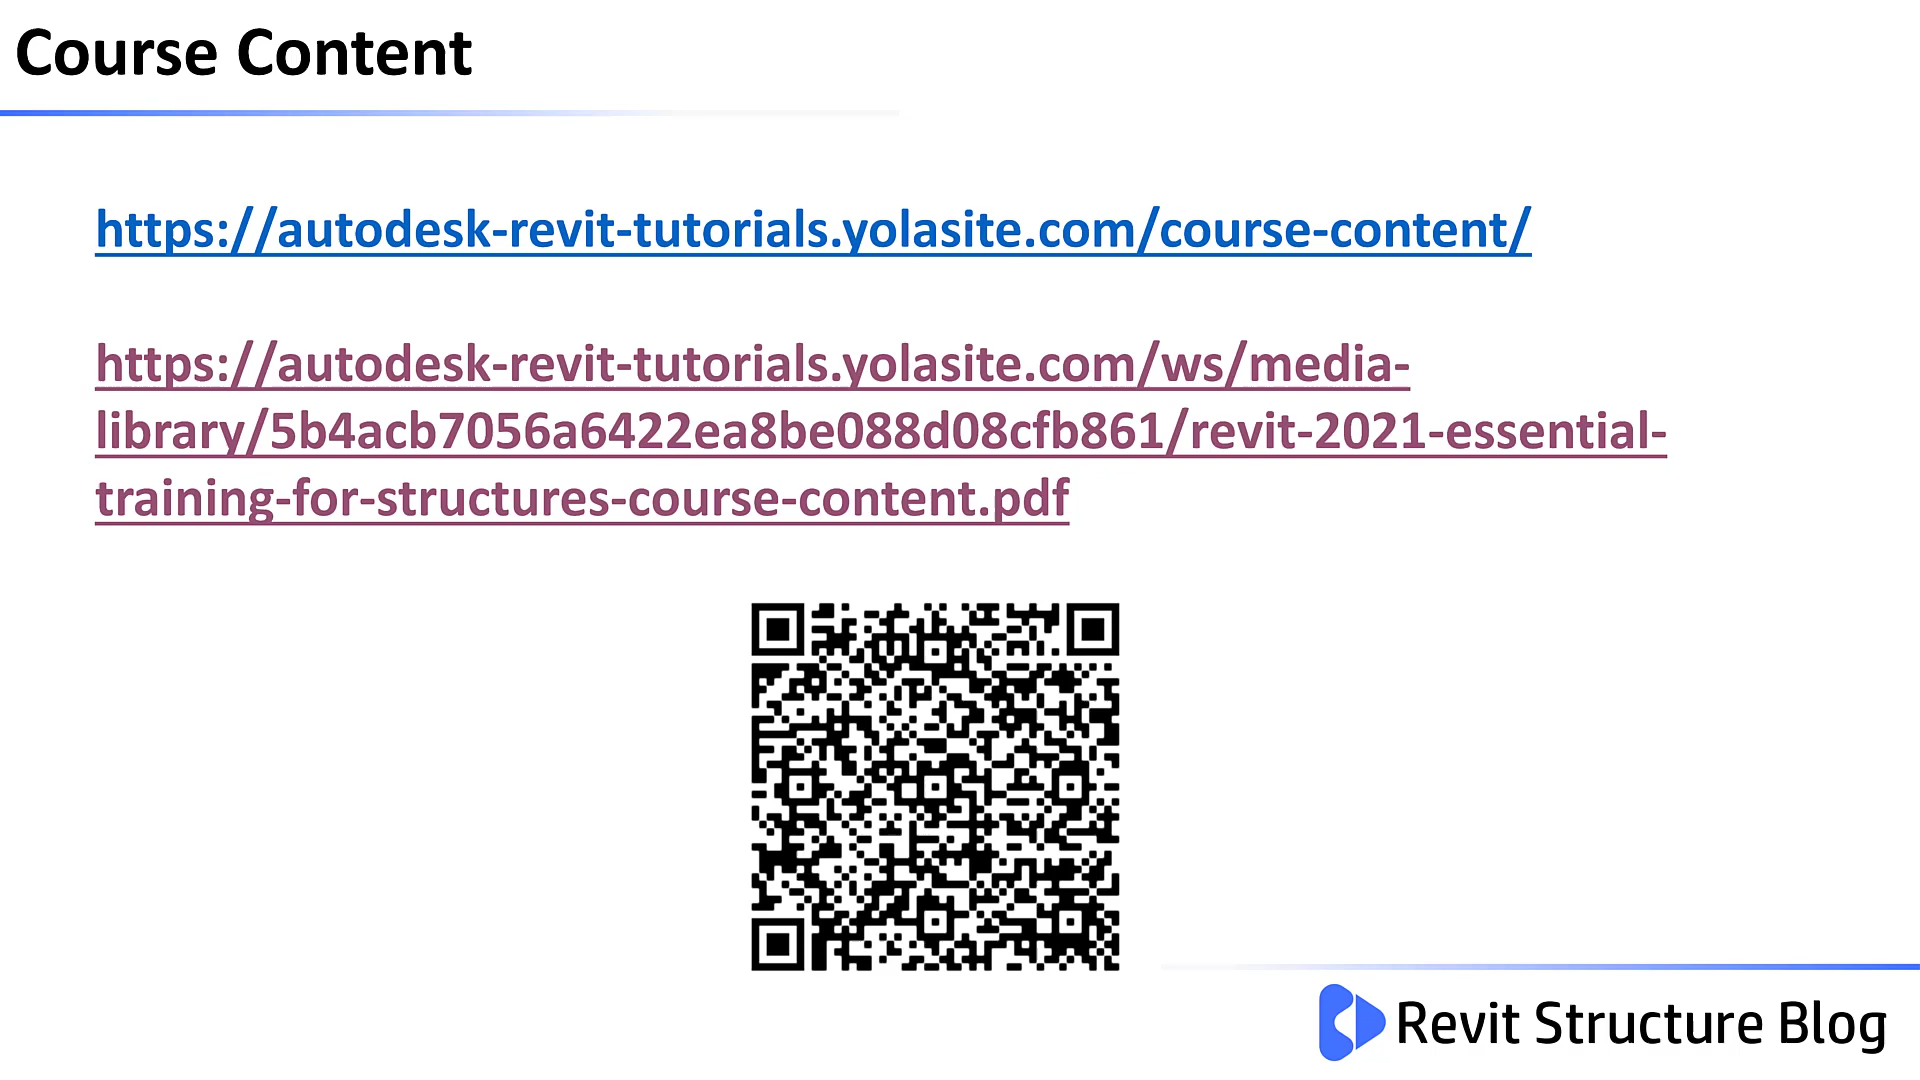 Course Content
https://autodesk-revit-tutorials.yolasite.com/course-content/
https://autodesk-revit-tutorials.yolasite.com/ws/media-
library/5b4acb7056a6422ea8be088d08cfb861/revit-2021-essential-
training-for-structures-course-content.pdf
Revit Structure Blog